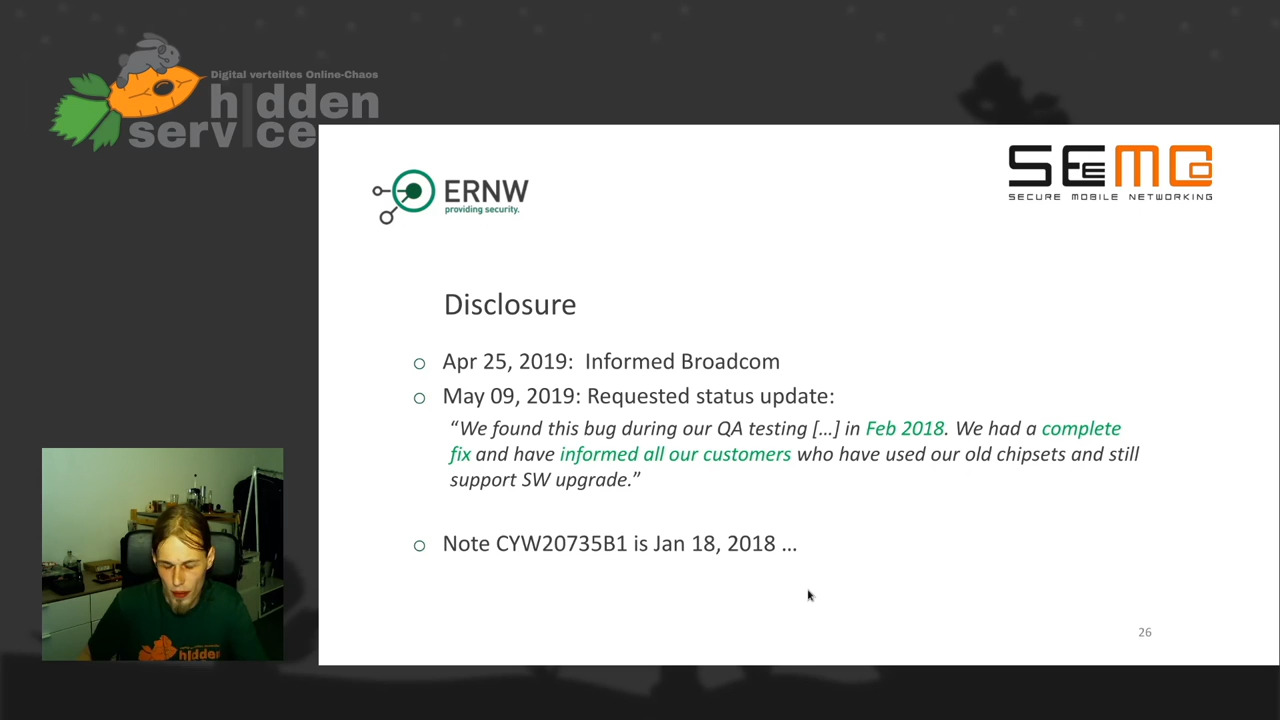 Digital verteiltes Online-Chaos
hidden
service
ERNW
providing security.
SEEMOO
SECURE MOBILE NETWORKING
Disclosure
○ Apr 25, 2019: Informed Broadcom
○ May 09, 2019: Requested status update:
“We found this bug during our QA testing […] in Feb 2018. We had a complete
fix and have informed all our customers who have used our old chipsets and still
support SW upgrade.”
○ Note CYW20735B1 is Jan 18, 2018 …
26
hidden